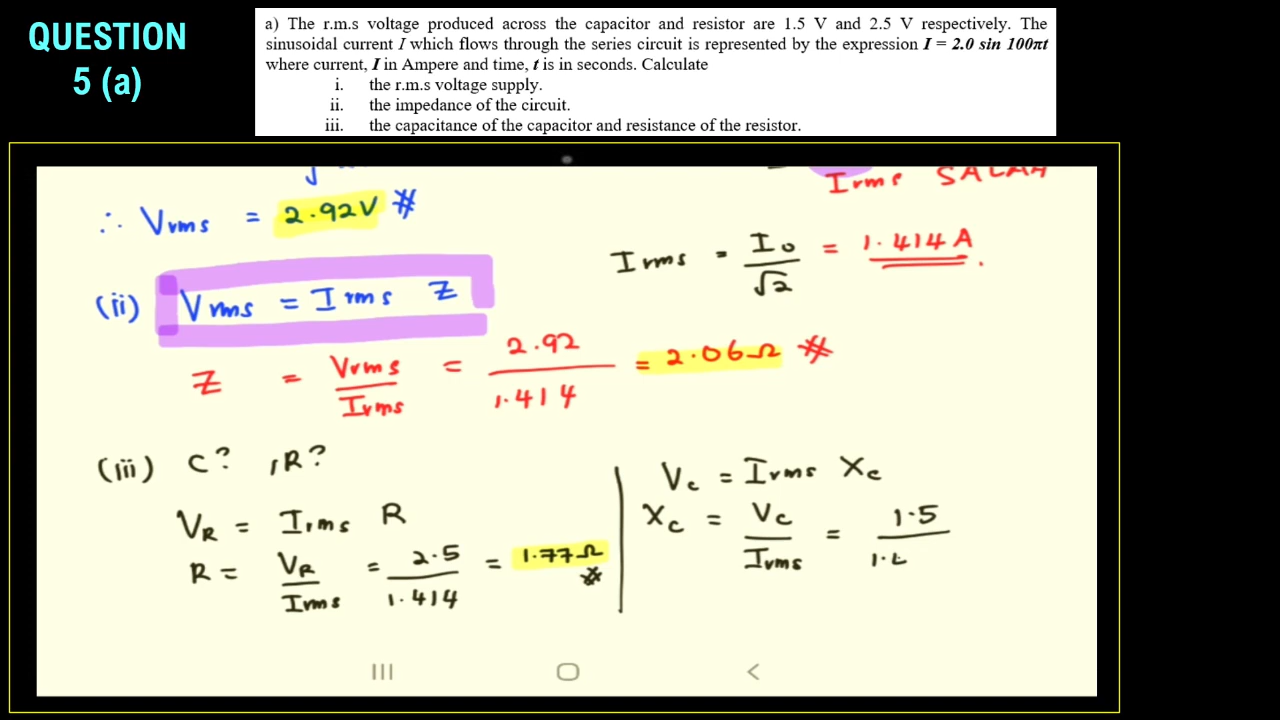 QUESTION
5 (a)
a) The r.m.s voltage produced across the capacitor and resistor are 1.5 V and 2.5 V respectively. The
sinusoidal current I which flows through the series circuit is represented by the expression I = 2.0 sin 100πt
where current, I in Ampere and time, t is in seconds. Calculate
i. the r.m.s voltage supply.
ii. the impedance of the circuit.
iii. the capacitance of the capacitor and resistance of the resistor.
Irms SALAH
∴ Vrms = 2.92V #
Irms = I₀/√2 = 1.414 A.
(ii) Vrms = Irms Z
Z = Vrms/Irms = 2.92/1.414 = 2.06Ω #
(iii) C? , R?
VR = Irms R
R = VR/Irms = 2.5/1.414 = 1.77Ω #
Vc = Irms Xc
Xc = Vc/Irms = 1.5/1.4